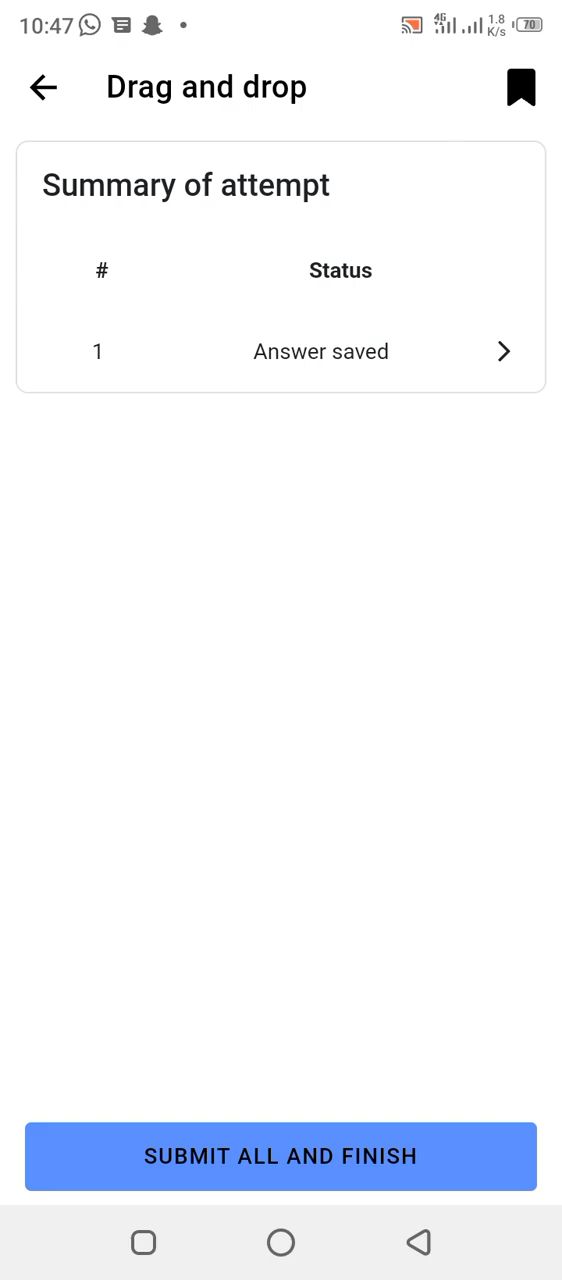 10:47 4G 1.8 K/s 70
Drag and drop
Summary of attempt
# Status
1 Answer saved
SUBMIT ALL AND FINISH